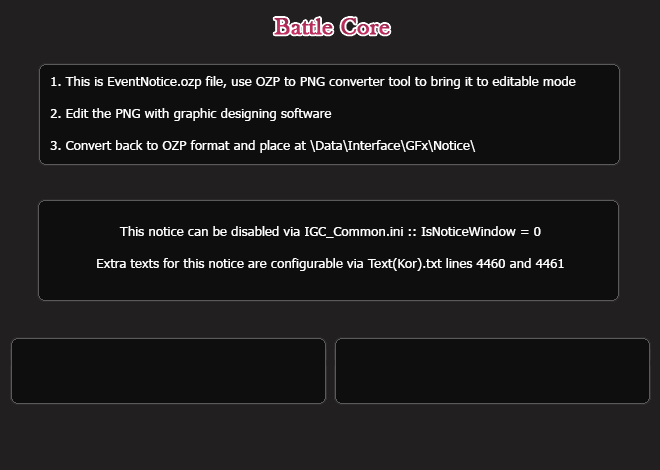 Battle Core
1. This is EventNotice.ozp file, use OZP to PNG converter tool to bring it to editable mode
2. Edit the PNG with graphic designing software
3. Convert back to OZP format and place at \Data\Interface\GFx\Notice\
This notice can be disabled via IGC_Common.ini :: IsNoticeWindow = 0
Extra texts for this notice are configurable via Text(Kor).txt lines 4460 and 4461